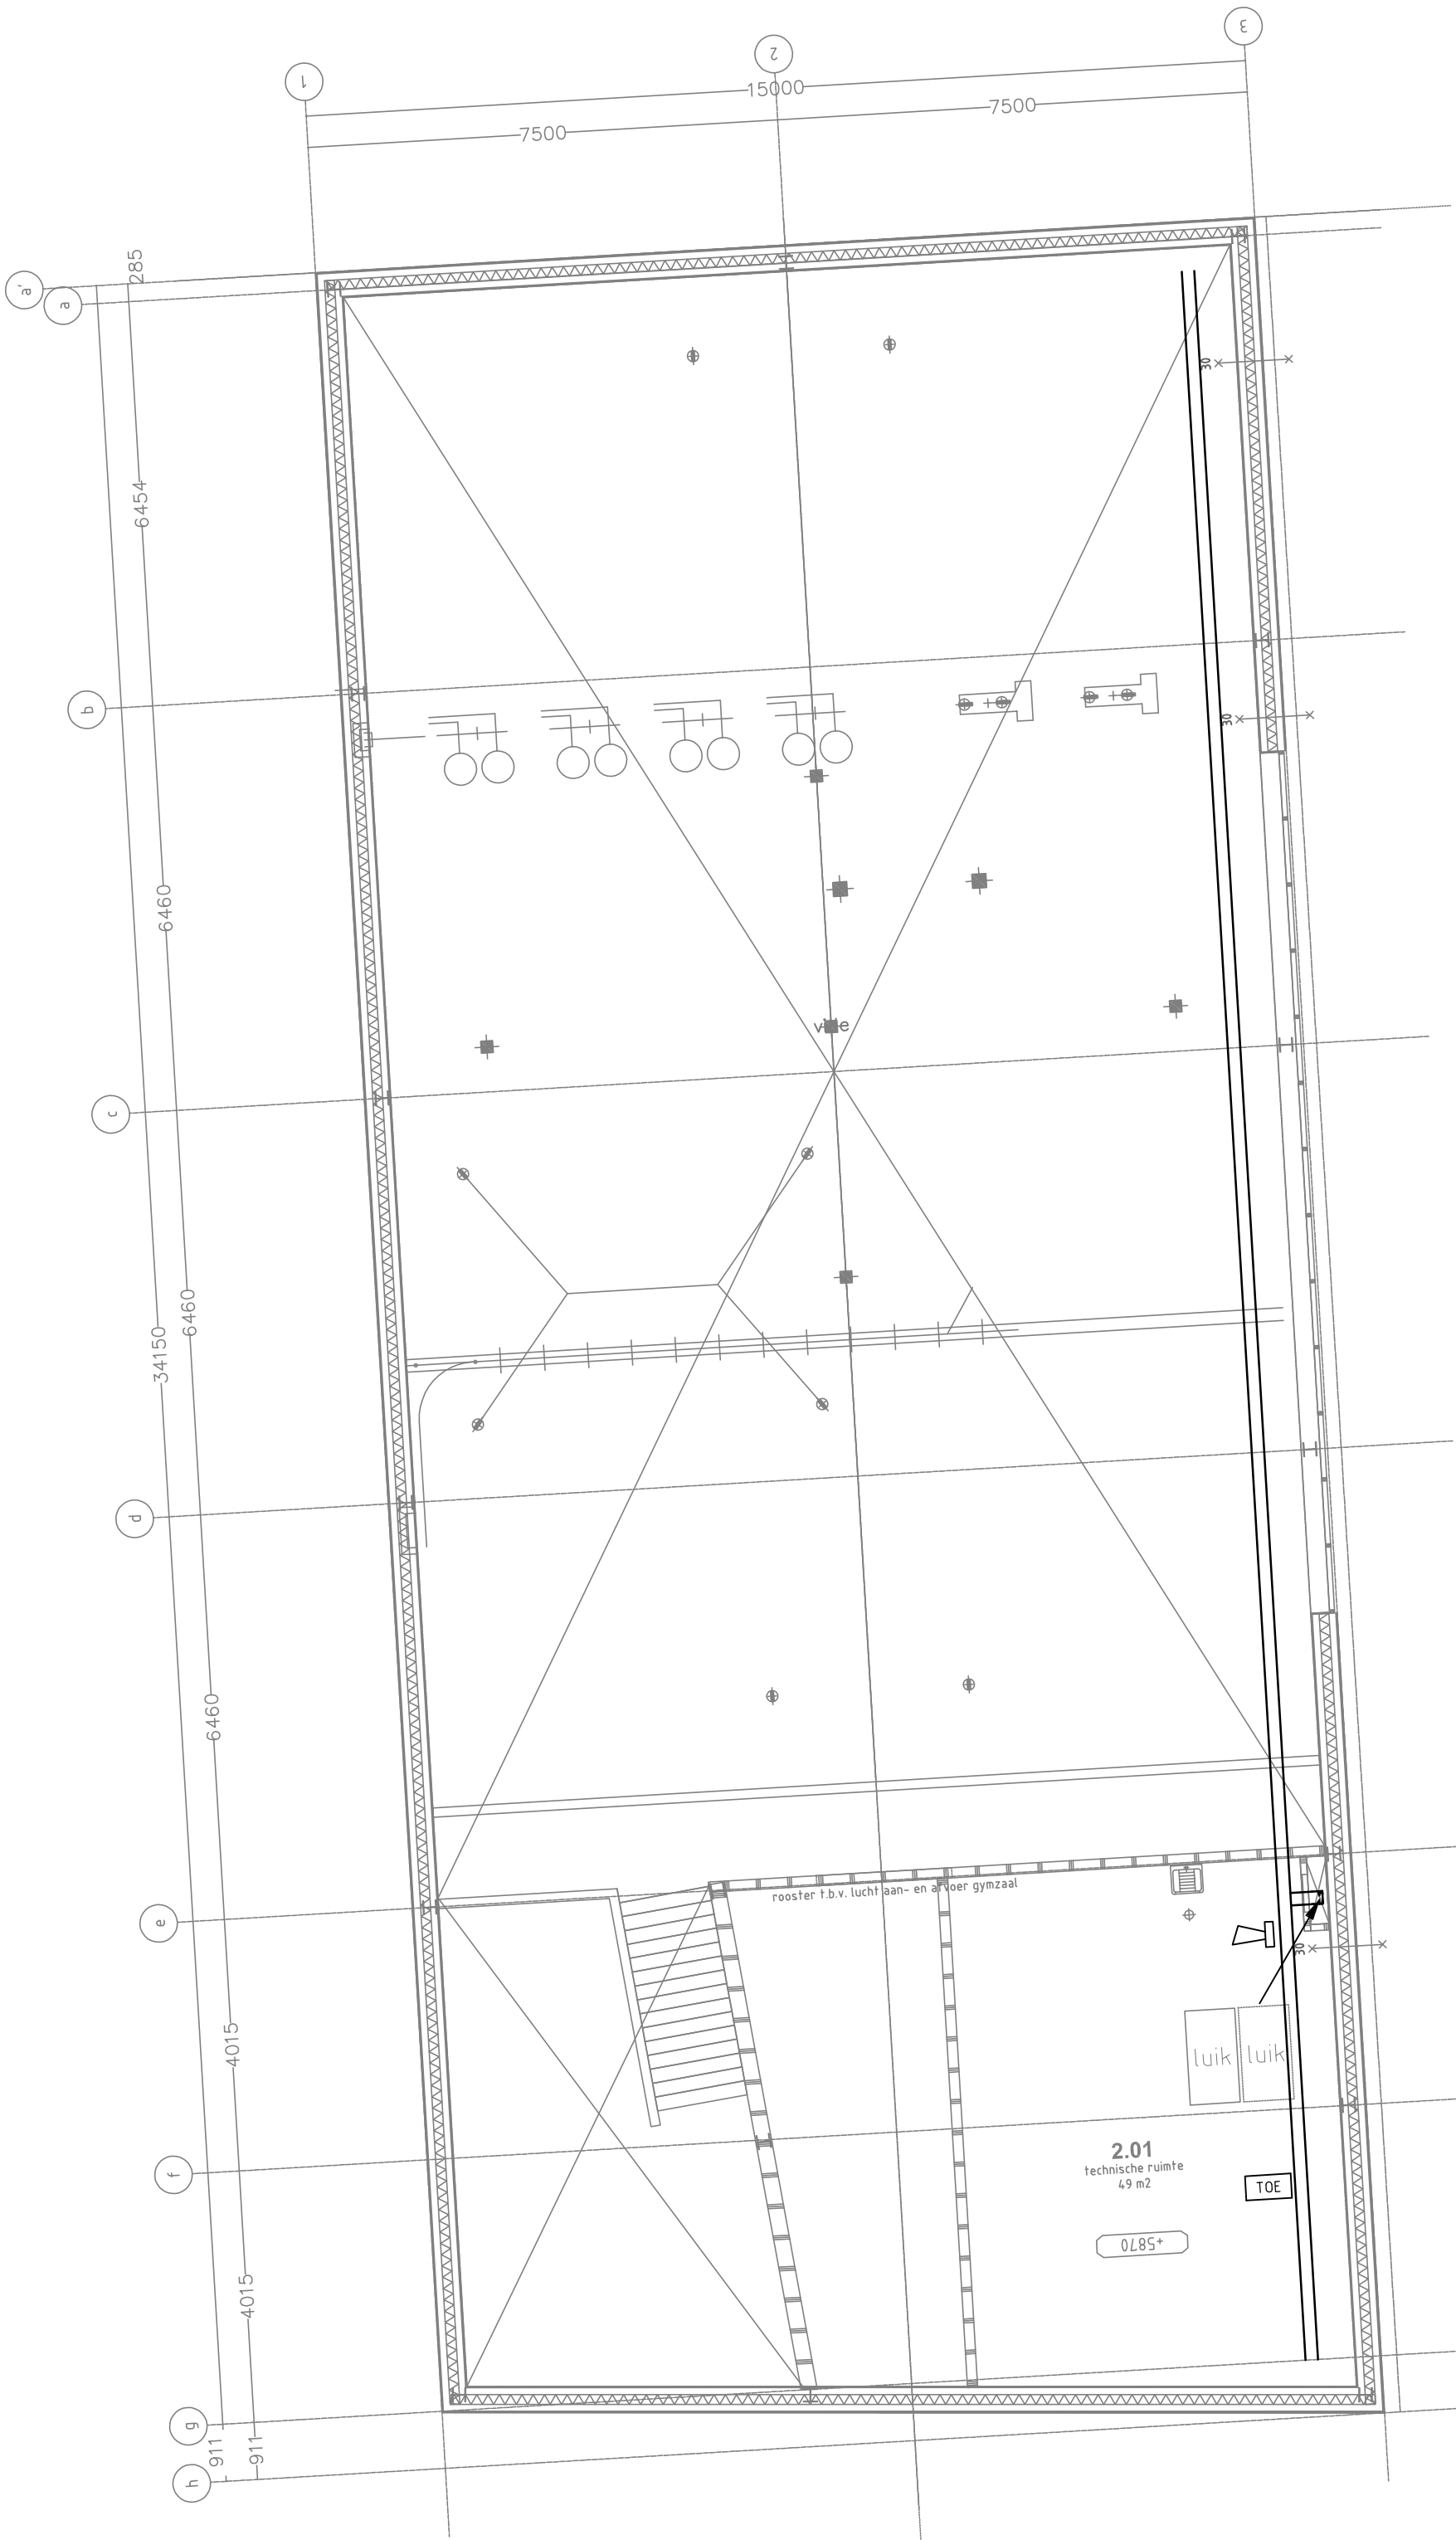 1
2
3
15000
7500
7500
285
a'
a
6454
b
30
30
6460
vide
c
6460
34150
d
6460
e
rooster t.b.v. lucht aan- en afvoer gymzaal
30
4015
luik
luik
f
2.01
technische ruimte
49 m2
TOE
+5870
4015
g
911
911
h